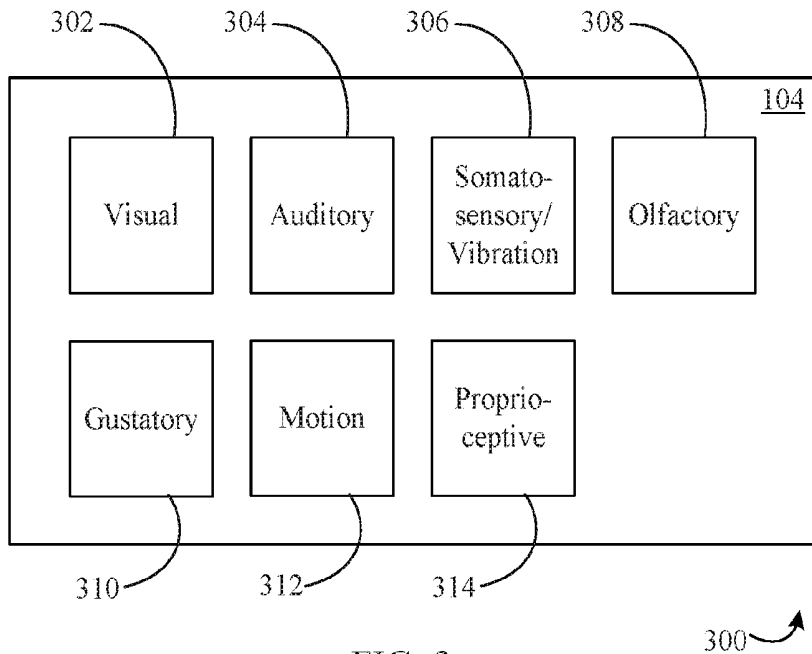 302 304 306 308
104
Visual Auditory Somato-
sensory/
Vibration Olfactory
Gustatory Motion Proprio-
ceptive
310 312 314
300